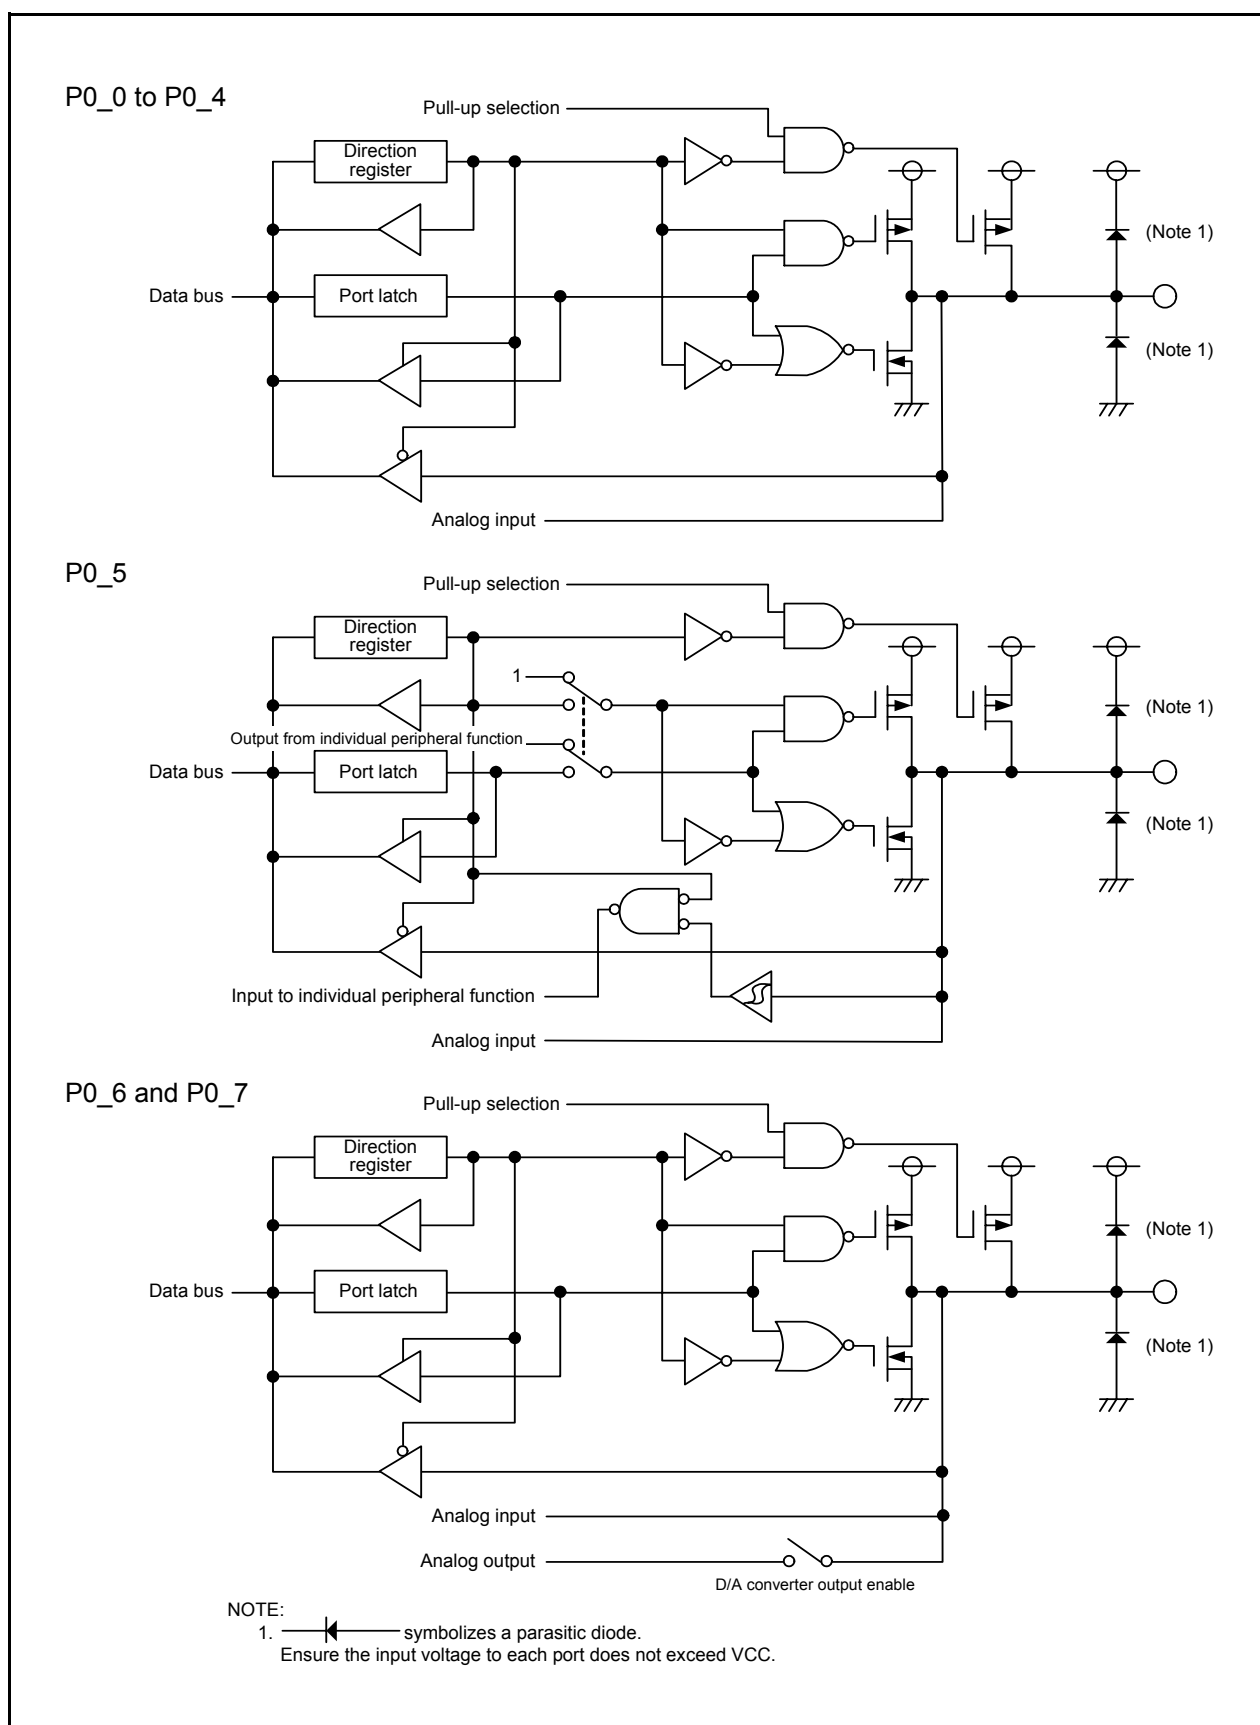 P0_0 to P0_4
Pull-up selection
Direction
register
(Note 1)
Data bus
Port latch
(Note 1)
Analog input
P0_5
Pull-up selection
Direction
register
1
(Note 1)
Output from individual peripheral function
Data bus
Port latch
(Note 1)
Input to individual peripheral function
Analog input
P0_6 and P0_7
Pull-up selection
Direction
register
(Note 1)
Data bus
Port latch
(Note 1)
Analog input
Analog output
D/A converter output enable
NOTE:
1. symbolizes a parasitic diode.
Ensure the input voltage to each port does not exceed VCC.